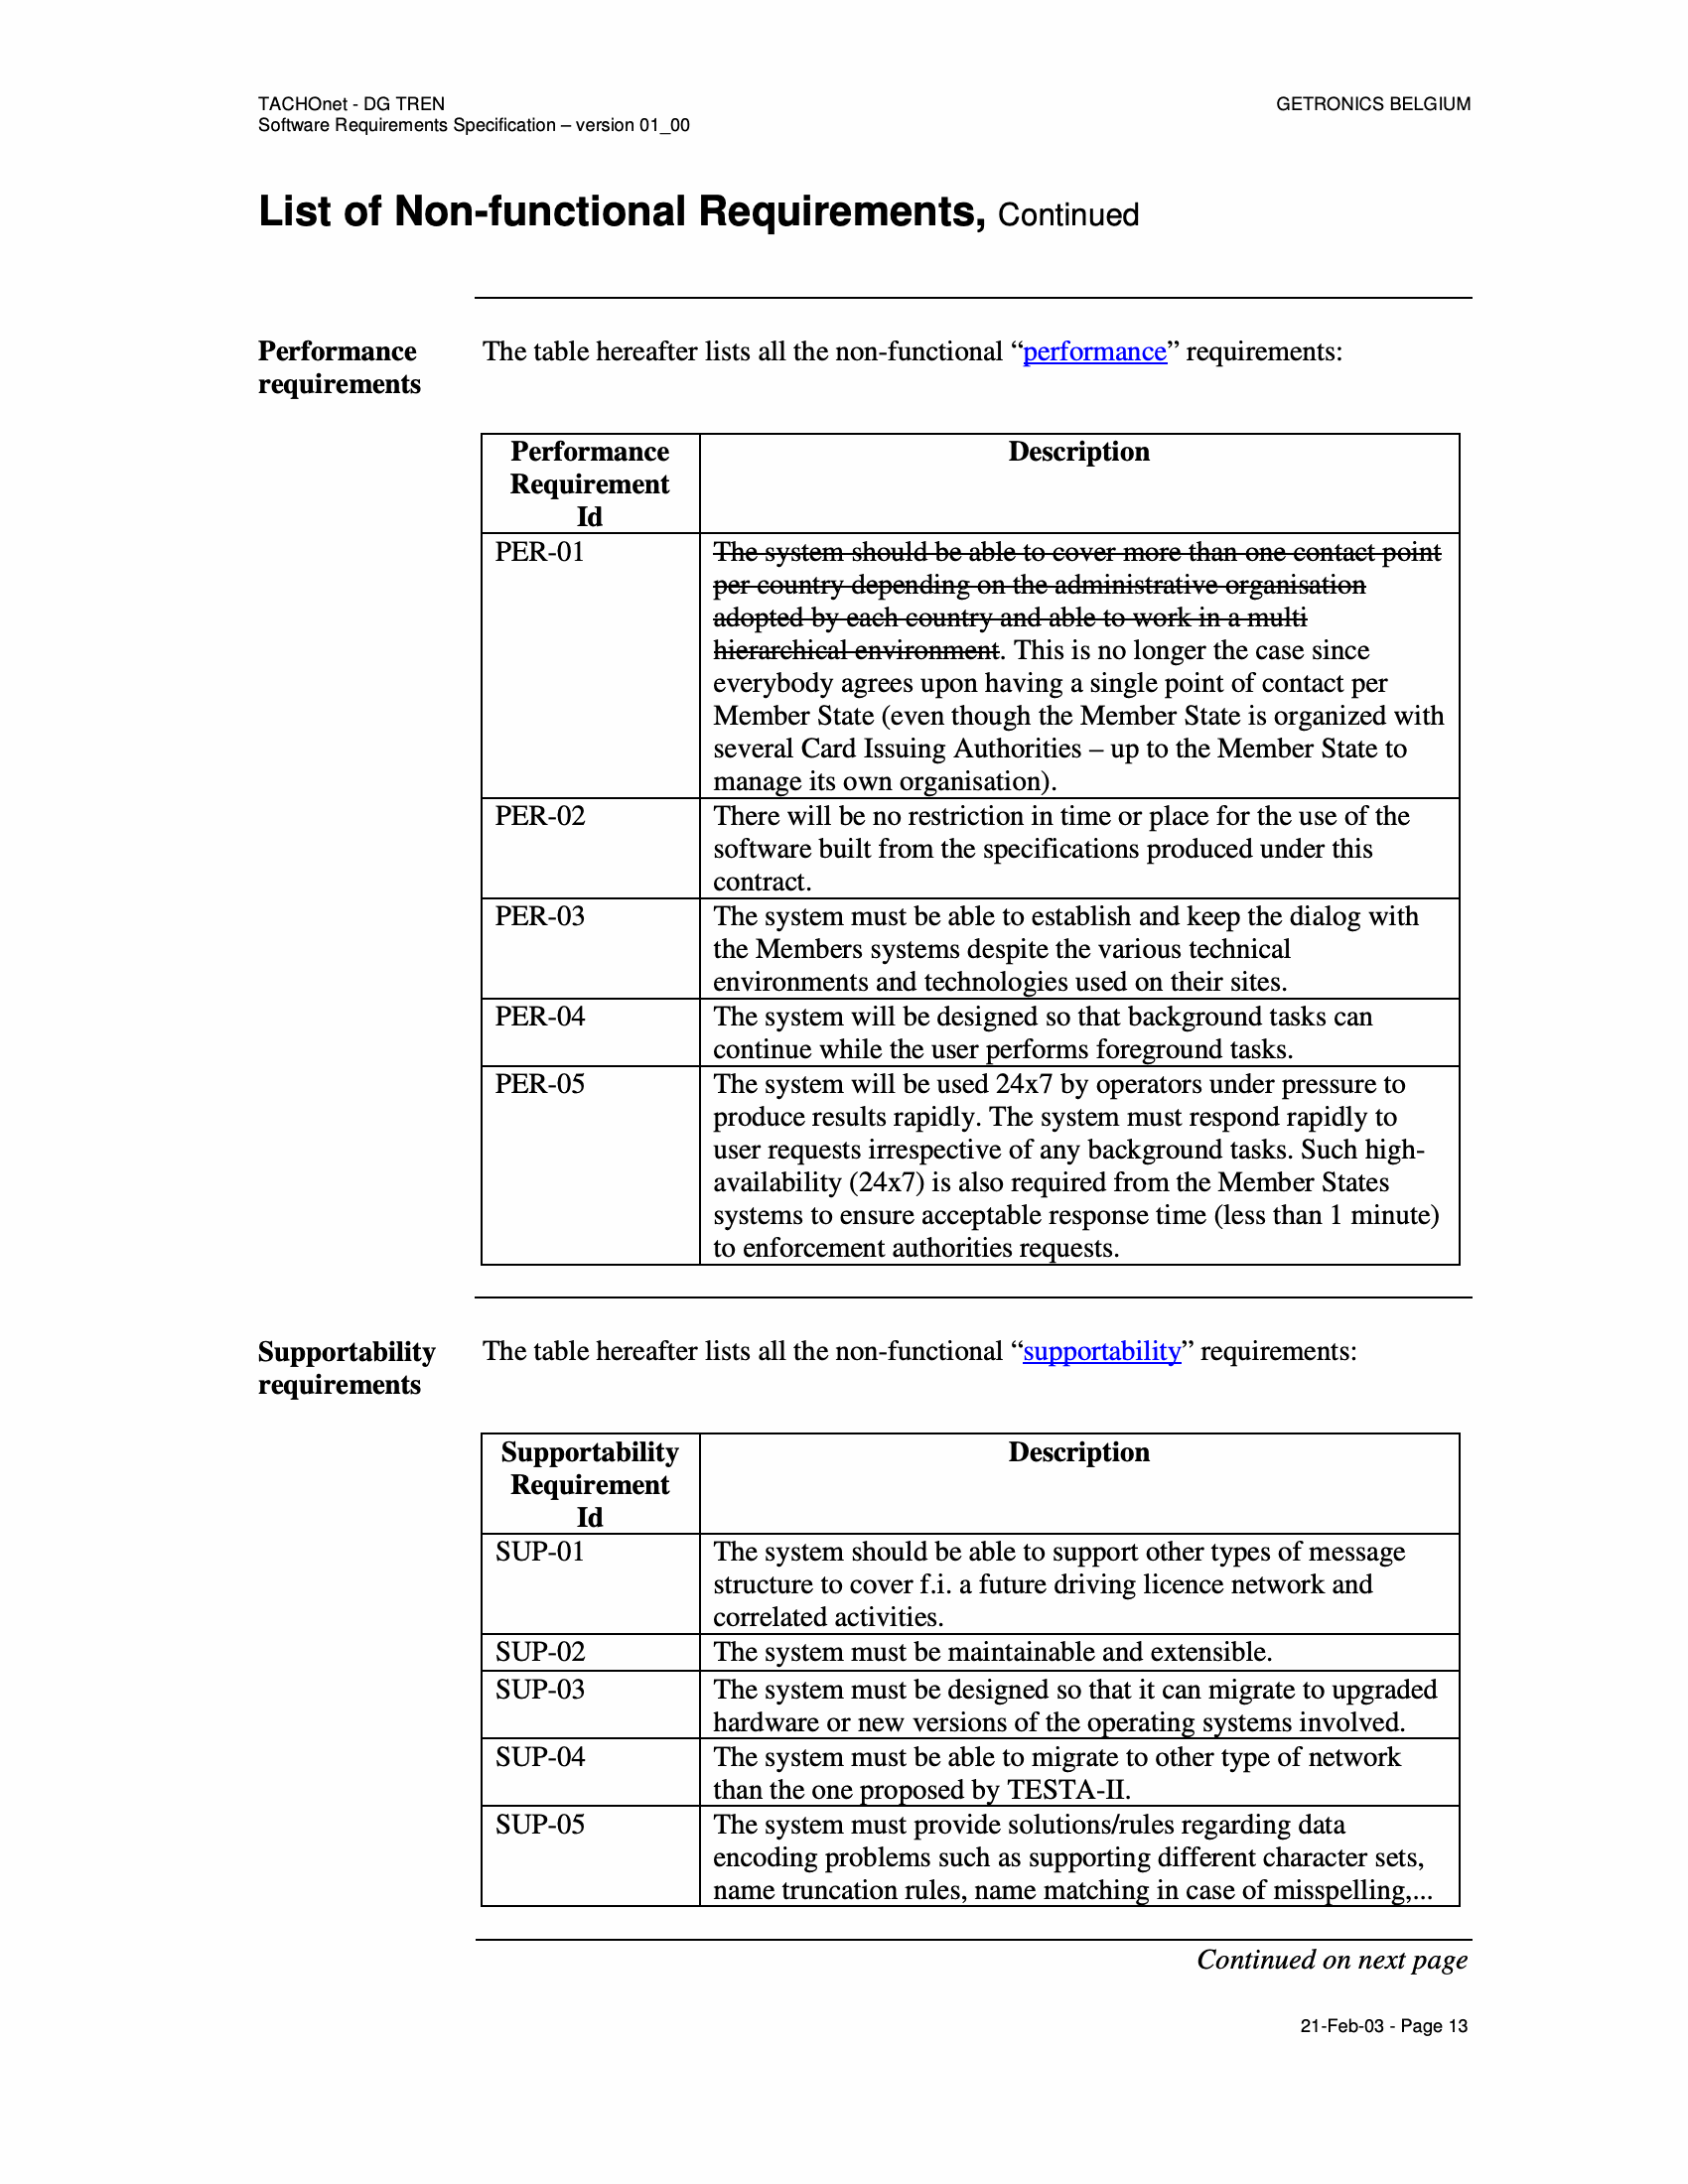 TACHOnet - DG TREN GETRONICS BELGIUM
Software Requirements Specification – version 01_00
List of Non-functional Requirements, Continued
Performance requirements
The table hereafter lists all the non-functional “performance” requirements:
Performance
Requirement
Id
Description
PER-01
The system should be able to cover more than one contact point
per country depending on the administrative organisation
adopted by each country and able to work in a multi
hierarchical environment. This is no longer the case since
everybody agrees upon having a single point of contact per
Member State (even though the Member State is organized with
several Card Issuing Authorities – up to the Member State to
manage its own organisation).
PER-02
There will be no restriction in time or place for the use of the
software built from the specifications produced under this
contract.
PER-03
The system must be able to establish and keep the dialog with
the Members systems despite the various technical
environments and technologies used on their sites.
PER-04
The system will be designed so that background tasks can
continue while the user performs foreground tasks.
PER-05
The system will be used 24x7 by operators under pressure to
produce results rapidly. The system must respond rapidly to
user requests irrespective of any background tasks. Such high-
availability (24x7) is also required from the Member States
systems to ensure acceptable response time (less than 1 minute)
to enforcement authorities requests.
Supportability
requirements
The table hereafter lists all the non-functional “supportability” requirements:
Supportability
Requirement
Id
Description
SUP-01
The system should be able to support other types of message
structure to cover f.i. a future driving licence network and
correlated activities.
SUP-02
The system must be maintainable and extensible.
SUP-03
The system must be designed so that it can migrate to upgraded
hardware or new versions of the operating systems involved.
SUP-04
The system must be able to migrate to other type of network
than the one proposed by TESTA-II.
SUP-05
The system must provide solutions/rules regarding data
encoding problems such as supporting different character sets,
name truncation rules, name matching in case of misspelling,...
Continued on next page
21-Feb-03 - Page 13